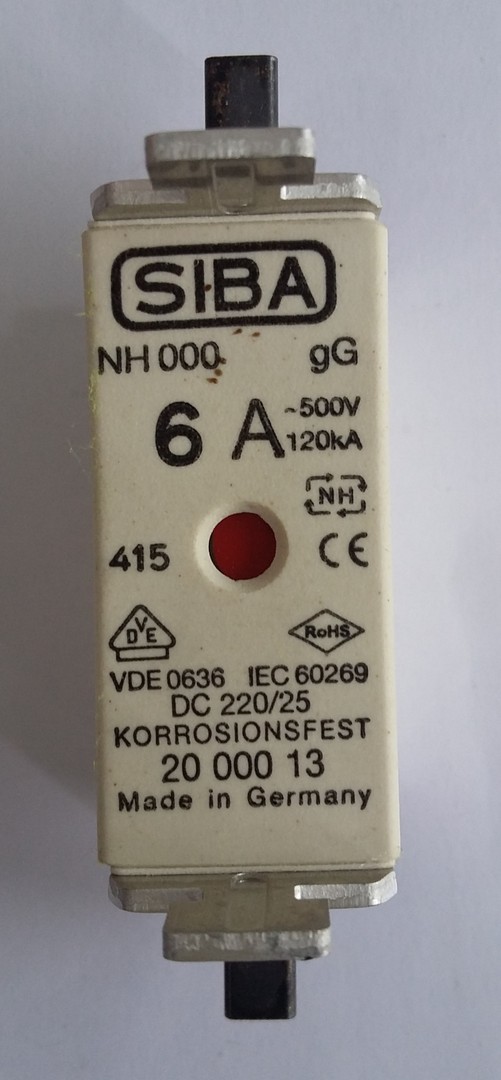 SIBA
NH 000 gG
6 A ~500V
120kA
NH
415 CE
VDE RoHS
VDE 0636 IEC 60269
DC 220/25
KORROSIONSFEST
20 000 13
Made in Germany